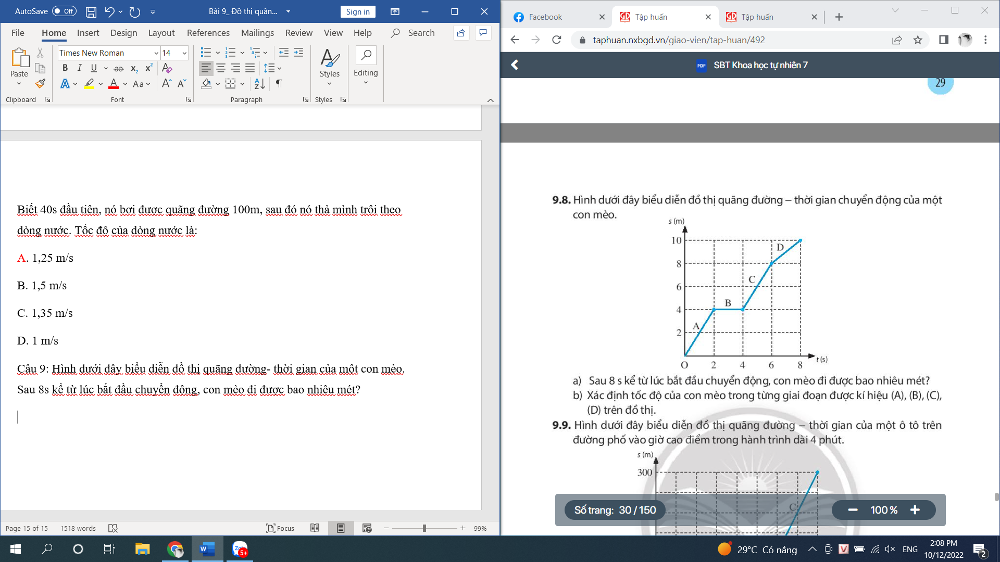 AutoSave Off
Bài 9_ Đồ thị quãn...
Sign in
File Home Insert Design Layout References Mailings Review View Help Search
Paste
Clipboard
Times New Roman 14
B I U ab x₂ x²
A A Aa A A
Font
Paragraph
Styles
Styles
Editing
Biết 40s đầu tiên, nó bơi được quãng đường 100m, sau đó nó thả mình trôi theo
dòng nước. Tốc độ của dòng nước là:
A. 1,25 m/s
B. 1,5 m/s
C. 1,35 m/s
D. 1 m/s
Câu 9: Hình dưới đây biểu diễn đồ thị quãng đường- thời gian của một con mèo.
Sau 8s kể từ lúc bắt đầu chuyển động, con mèo đi được bao nhiêu mét?
Page 15 of 15 1518 words Focus 99%
Facebook
Tập huấn
Tập huấn
taphuan.nxbgd.vn/giao-vien/tap-huan/492
PDF SBT Khoa học tự nhiên 7
29
9.8. Hình dưới đây biểu diễn đồ thị quãng đường – thời gian chuyển động của một
con mèo.
s (m)
10
D
8
C
6
B
4
A
2
O 2 4 6 8 t (s)
a) Sau 8 s kể từ lúc bắt đầu chuyển động, con mèo đi được bao nhiêu mét?
b) Xác định tốc độ của con mèo trong từng giai đoạn được kí hiệu (A), (B), (C),
(D) trên đồ thị.
9.9. Hình dưới đây biểu diễn đồ thị quãng đường – thời gian của một ô tô trên
đường phố vào giờ cao điểm trong hành trình dài 4 phút.
s (m)
300
C
Số trang: 30 / 150
100 %
W
5+
29°C Có nắng
V
ENG
2:08 PM
10/12/2022
2